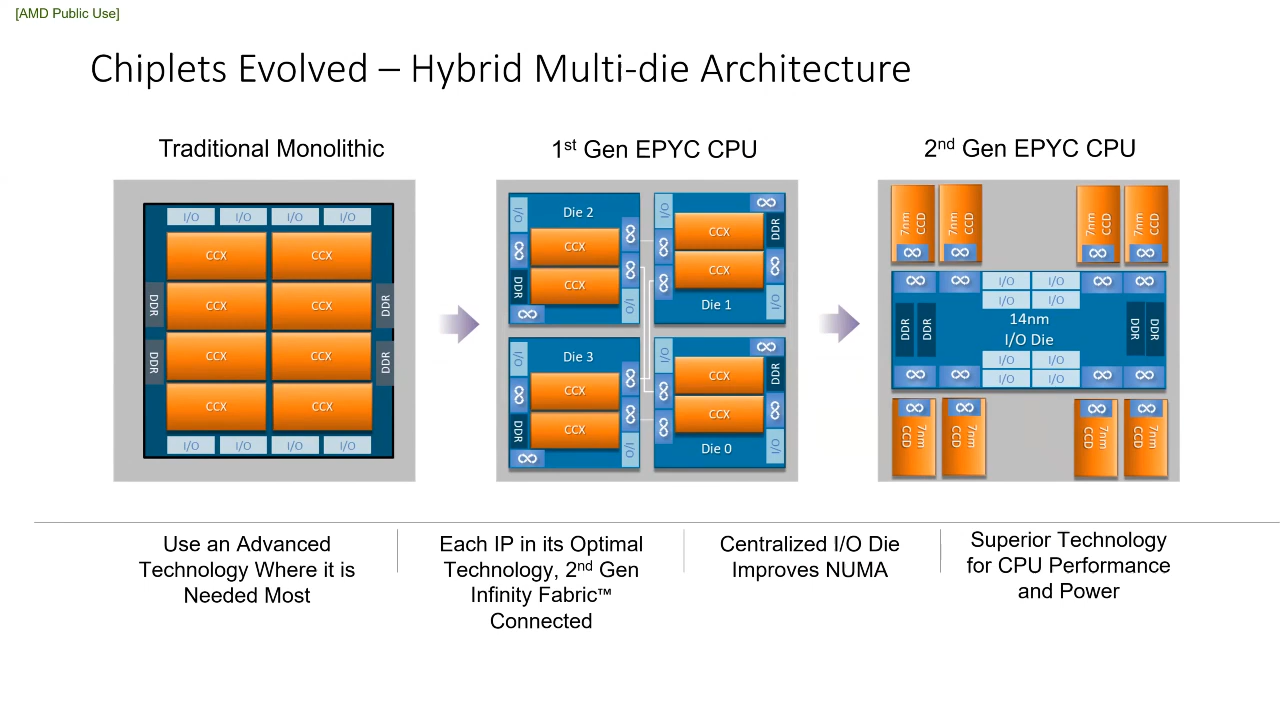 [AMD Public Use]
Chiplets Evolved – Hybrid Multi-die Architecture
Traditional Monolithic
I/O I/O I/O I/O
CCX CCX
CCX CCX
DDR DDR
CCX CCX
DDR DDR
CCX CCX
I/O I/O I/O I/O
1st Gen EPYC CPU
I/O
Die 2
∞
∞
CCX
∞
DDR
CCX
I/O
∞
I/O
∞
DDR
∞
CCX
∞
∞
CCX
I/O
Die 1
I/O
Die 3
∞
∞
CCX
∞
DDR
CCX
I/O
∞
I/O
∞
DDR
∞
CCX
∞
∞
CCX
I/O
Die 0
2nd Gen EPYC CPU
7nm CCD
∞
7nm CCD
∞
7nm CCD
∞
7nm CCD
∞
∞ ∞ I/O I/O ∞ ∞
I/O I/O
DDR DDR 14nm DDR DDR
I/O Die
I/O I/O
∞ ∞ I/O I/O ∞ ∞
∞
7nm CCD
∞
7nm CCD
∞
7nm CCD
∞
7nm CCD
Use an Advanced
Technology Where it is
Needed Most
Each IP in its Optimal
Technology, 2nd Gen
Infinity Fabric™
Connected
Centralized I/O Die
Improves NUMA
Superior Technology
for CPU Performance
and Power